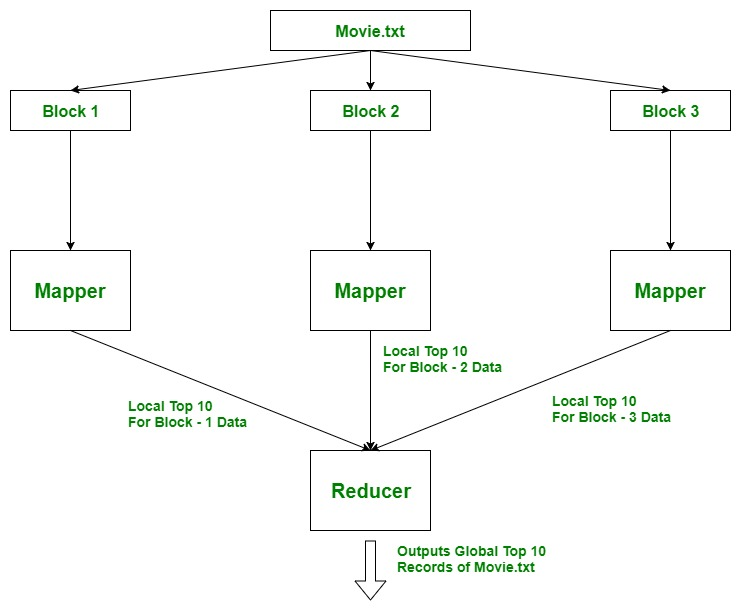 Movie.txt
Block 1
Block 2
Block 3
Mapper
Mapper
Mapper
Local Top 10
For Block - 2 Data
Local Top 10
For Block - 1 Data
Local Top 10
For Block - 3 Data
Reducer
Outputs Global Top 10
Records of Movie.txt